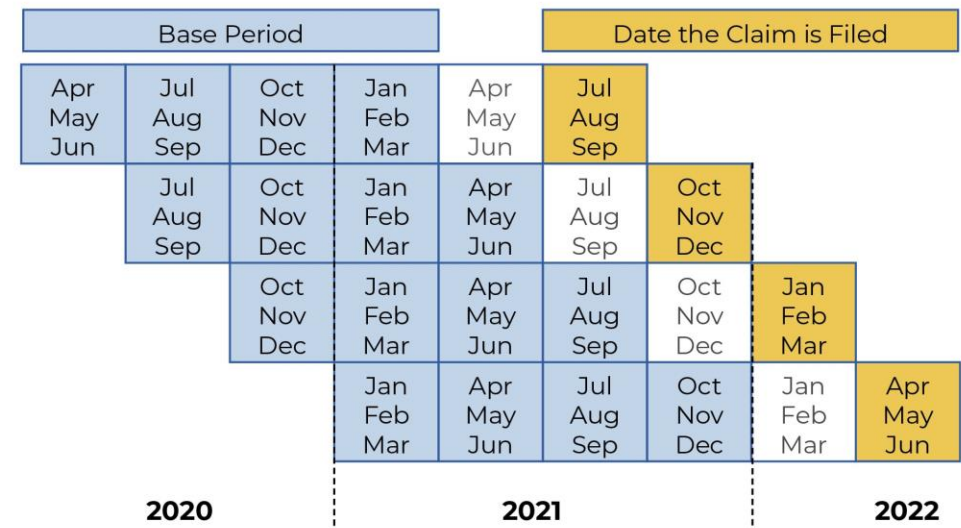 Base Period Date the Claim is Filed
Apr Jul Oct Jan Apr Jul
May Aug Nov Feb May Aug
Jun Sep Dec Mar Jun Sep
Jul Oct Jan Apr Jul Oct
Aug Nov Feb May Aug Nov
Sep Dec Mar Jun Sep Dec
Oct Jan Apr Jul Oct Jan
Nov Feb May Aug Nov Feb
Dec Mar Jun Sep Dec Mar
Jan Apr Jul Oct Jan Apr
Feb May Aug Nov Feb May
Mar Jun Sep Dec Mar Jun
2020 2021 2022